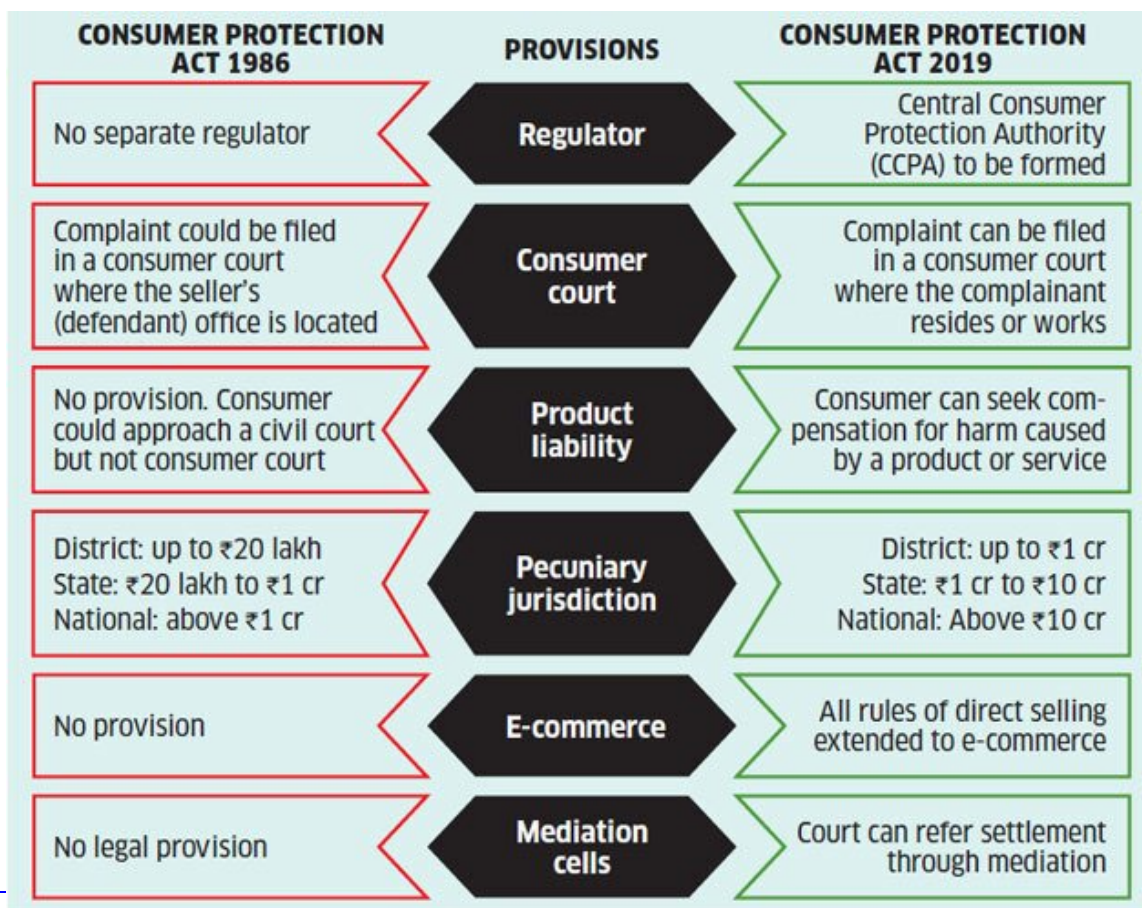 CONSUMER PROTECTION
ACT 1986
PROVISIONS
CONSUMER PROTECTION
ACT 2019
No separate regulator
Regulator
Central Consumer
Protection Authority
(CCPA) to be formed
Complaint could be filed
in a consumer court
where the seller's
(defendant) office is located
Consumer
court
Complaint can be filed
in a consumer court
where the complainant
resides or works
No provision. Consumer
could approach a civil court
but not consumer court
Product
liability
Consumer can seek com-
pensation for harm caused
by a product or service
District: up to ₹20 lakh
State: ₹20 lakh to ₹1 cr
National: above ₹1 cr
Pecuniary
jurisdiction
District: up to ₹1 cr
State: ₹1 cr to ₹10 cr
National: Above ₹10 cr
No provision
E-commerce
All rules of direct selling
extended to e-commerce
No legal provision
Mediation
cells
Court can refer settlement
through mediation